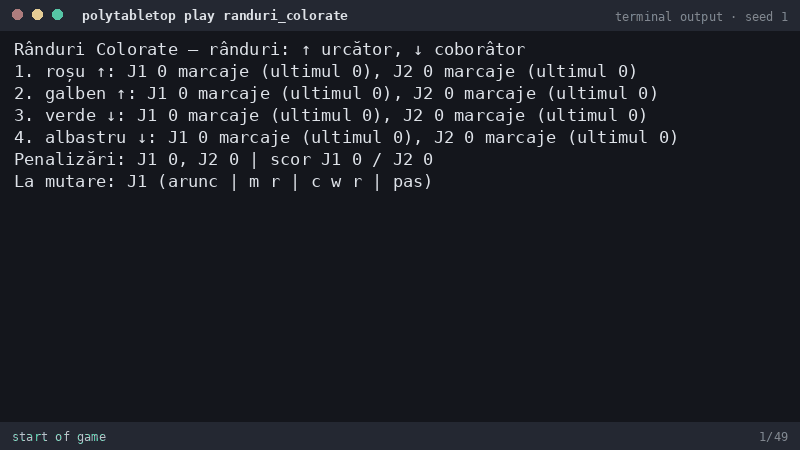 polytabletop play randuri_colorate
terminal output · seed 1
Rânduri Colorate — rânduri: ↑ urcător, ↓ coborâtor
1. roșu ↑: J1 0 marcaje (ultimul 0), J2 0 marcaje (ultimul 0)
2. galben ↑: J1 0 marcaje (ultimul 0), J2 0 marcaje (ultimul 0)
3. verde ↓: J1 0 marcaje (ultimul 0), J2 0 marcaje (ultimul 0)
4. albastru ↓: J1 0 marcaje (ultimul 0), J2 0 marcaje (ultimul 0)
Penalizări: J1 0, J2 0 | scor J1 0 / J2 0
La mutare: J1 (arunc | m r | c w r | pas)
start of game
1/49